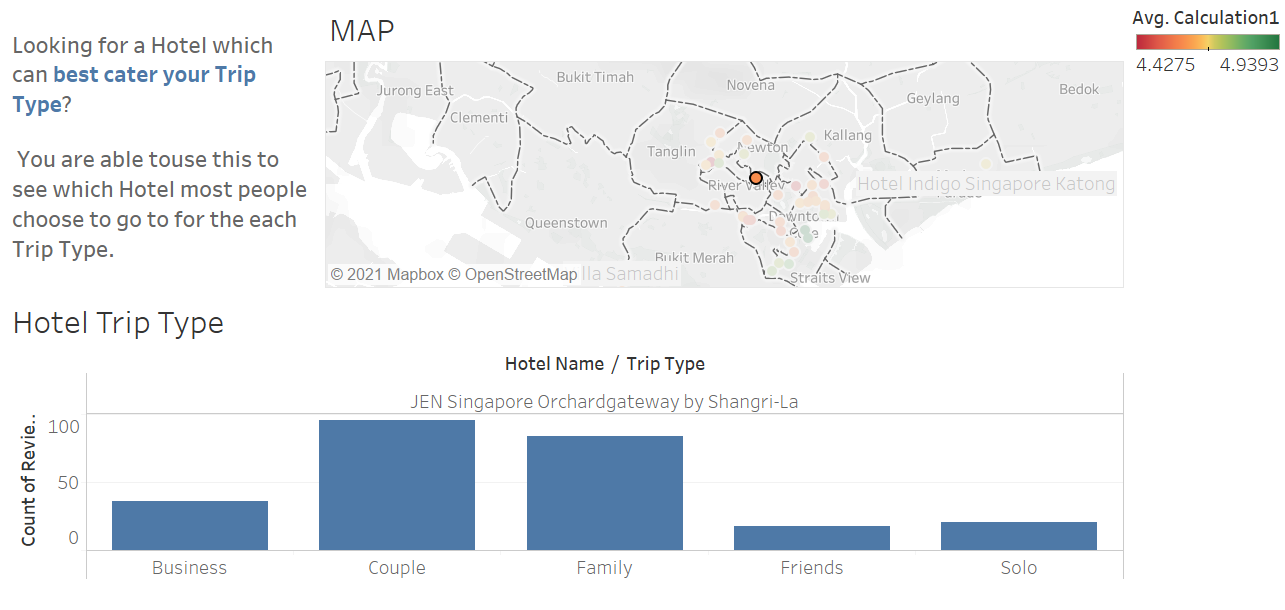 Looking for a Hotel which
can best cater your Trip
Type?
You are able touse this to
see which Hotel most people
choose to go to for the each
Trip Type.
MAP
Avg. Calculation1
4.4275 4.9393
Bukit Timah
Novena
Bedok
Jurong East
Geylang
Clementi
Kallang
Tanglin
Newton
River Valley
Hotel Indigo Singapore Katong
Queenstown
Bukit Merah
© 2021 Mapbox © OpenStreetMap lla Samadhi
Straits View
Hotel Trip Type
Hotel Name / Trip Type
JEN Singapore Orchardgateway by Shangri-La
Count of Revie..
100
50
0
Business Couple Family Friends Solo